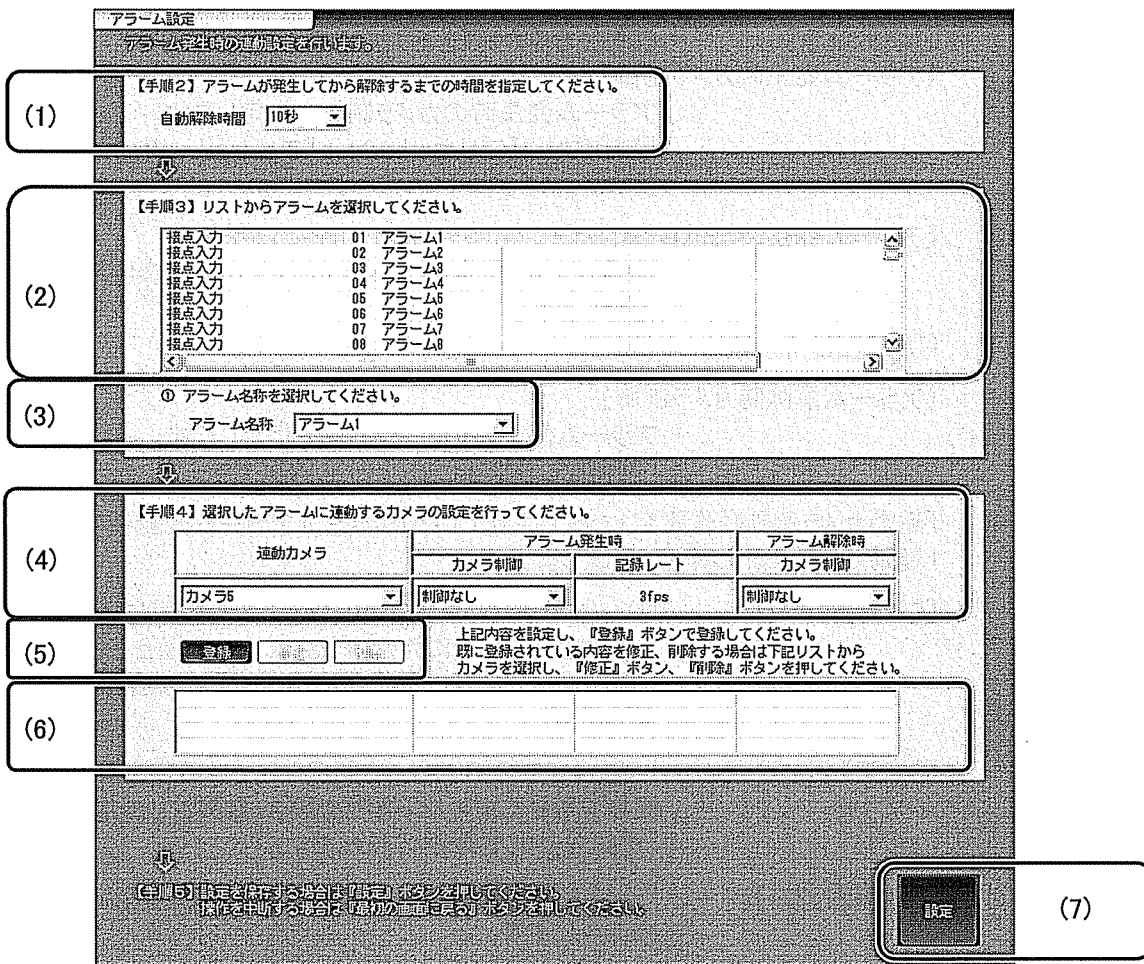 アラーム設定
アラーム発生時の連動設定を行います。
(1)
【手順2】アラームが発生してから解除するまでの時間を指定してください。
自動解除時間 10秒
(2)
【手順3】リストからアラームを選択してください。
接点入力 01 アラーム1
接点入力 02 アラーム2
接点入力 03 アラーム3
接点入力 04 アラーム4
接点入力 05 アラーム5
接点入力 06 アラーム6
接点入力 07 アラーム7
接点入力 08 アラーム8
(3)
① アラーム名称を選択してください。
アラーム名称 アラーム1
(4)
【手順4】選択したアラームに連動するカメラの設定を行ってください。
連動カメラ アラーム発生時 アラーム解除時
カメラ制御 記録レート カメラ制御
カメラ5 制御なし 3fps 制御なし
(5)
登録 修正 削除
上記内容を設定し、『登録』ボタンで登録してください。
既に登録されている内容を修正、削除する場合は下記リストから
カメラを選択し、『修正』ボタン、『削除』ボタンを押してください。
(6)
【手順5】設定を保存する場合は『設定』ボタンを押してください。
操作を中断する場合は『最初の画面に戻る』ボタンを押してください。
設定
(7)